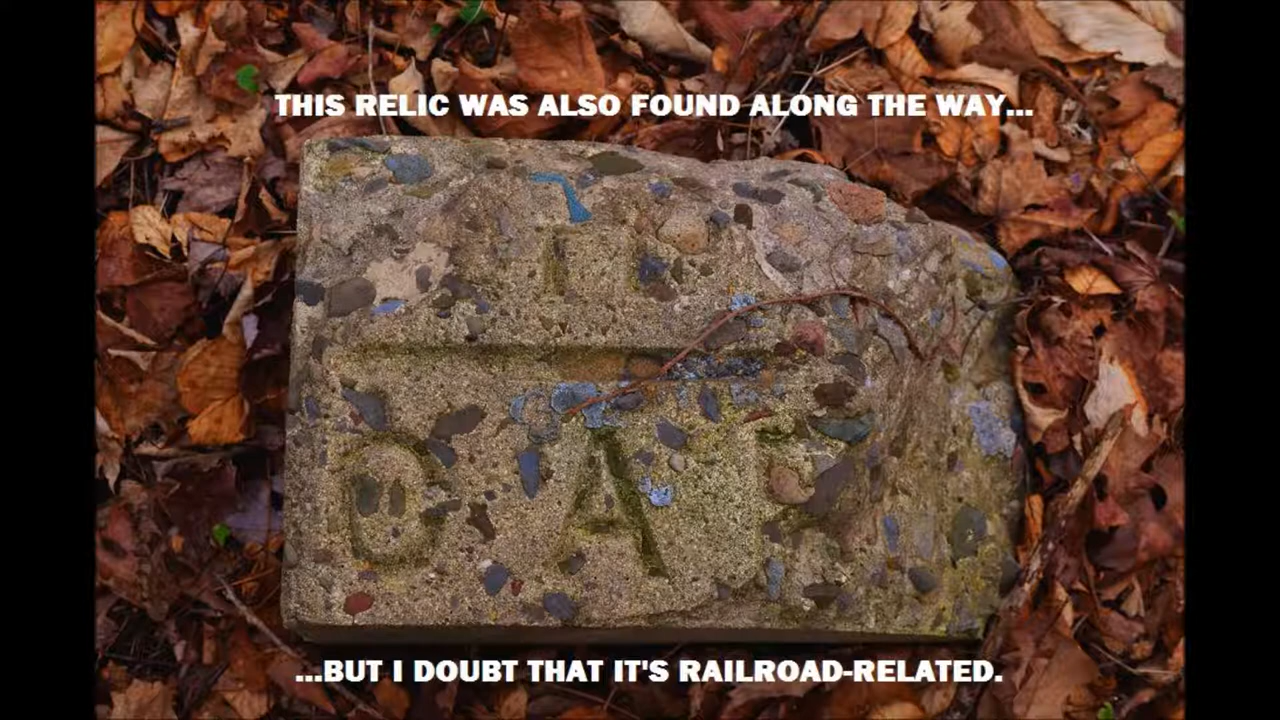 THIS RELIC WAS ALSO FOUND ALONG THE WAY...
...BUT I DOUBT THAT IT'S RAILROAD-RELATED.